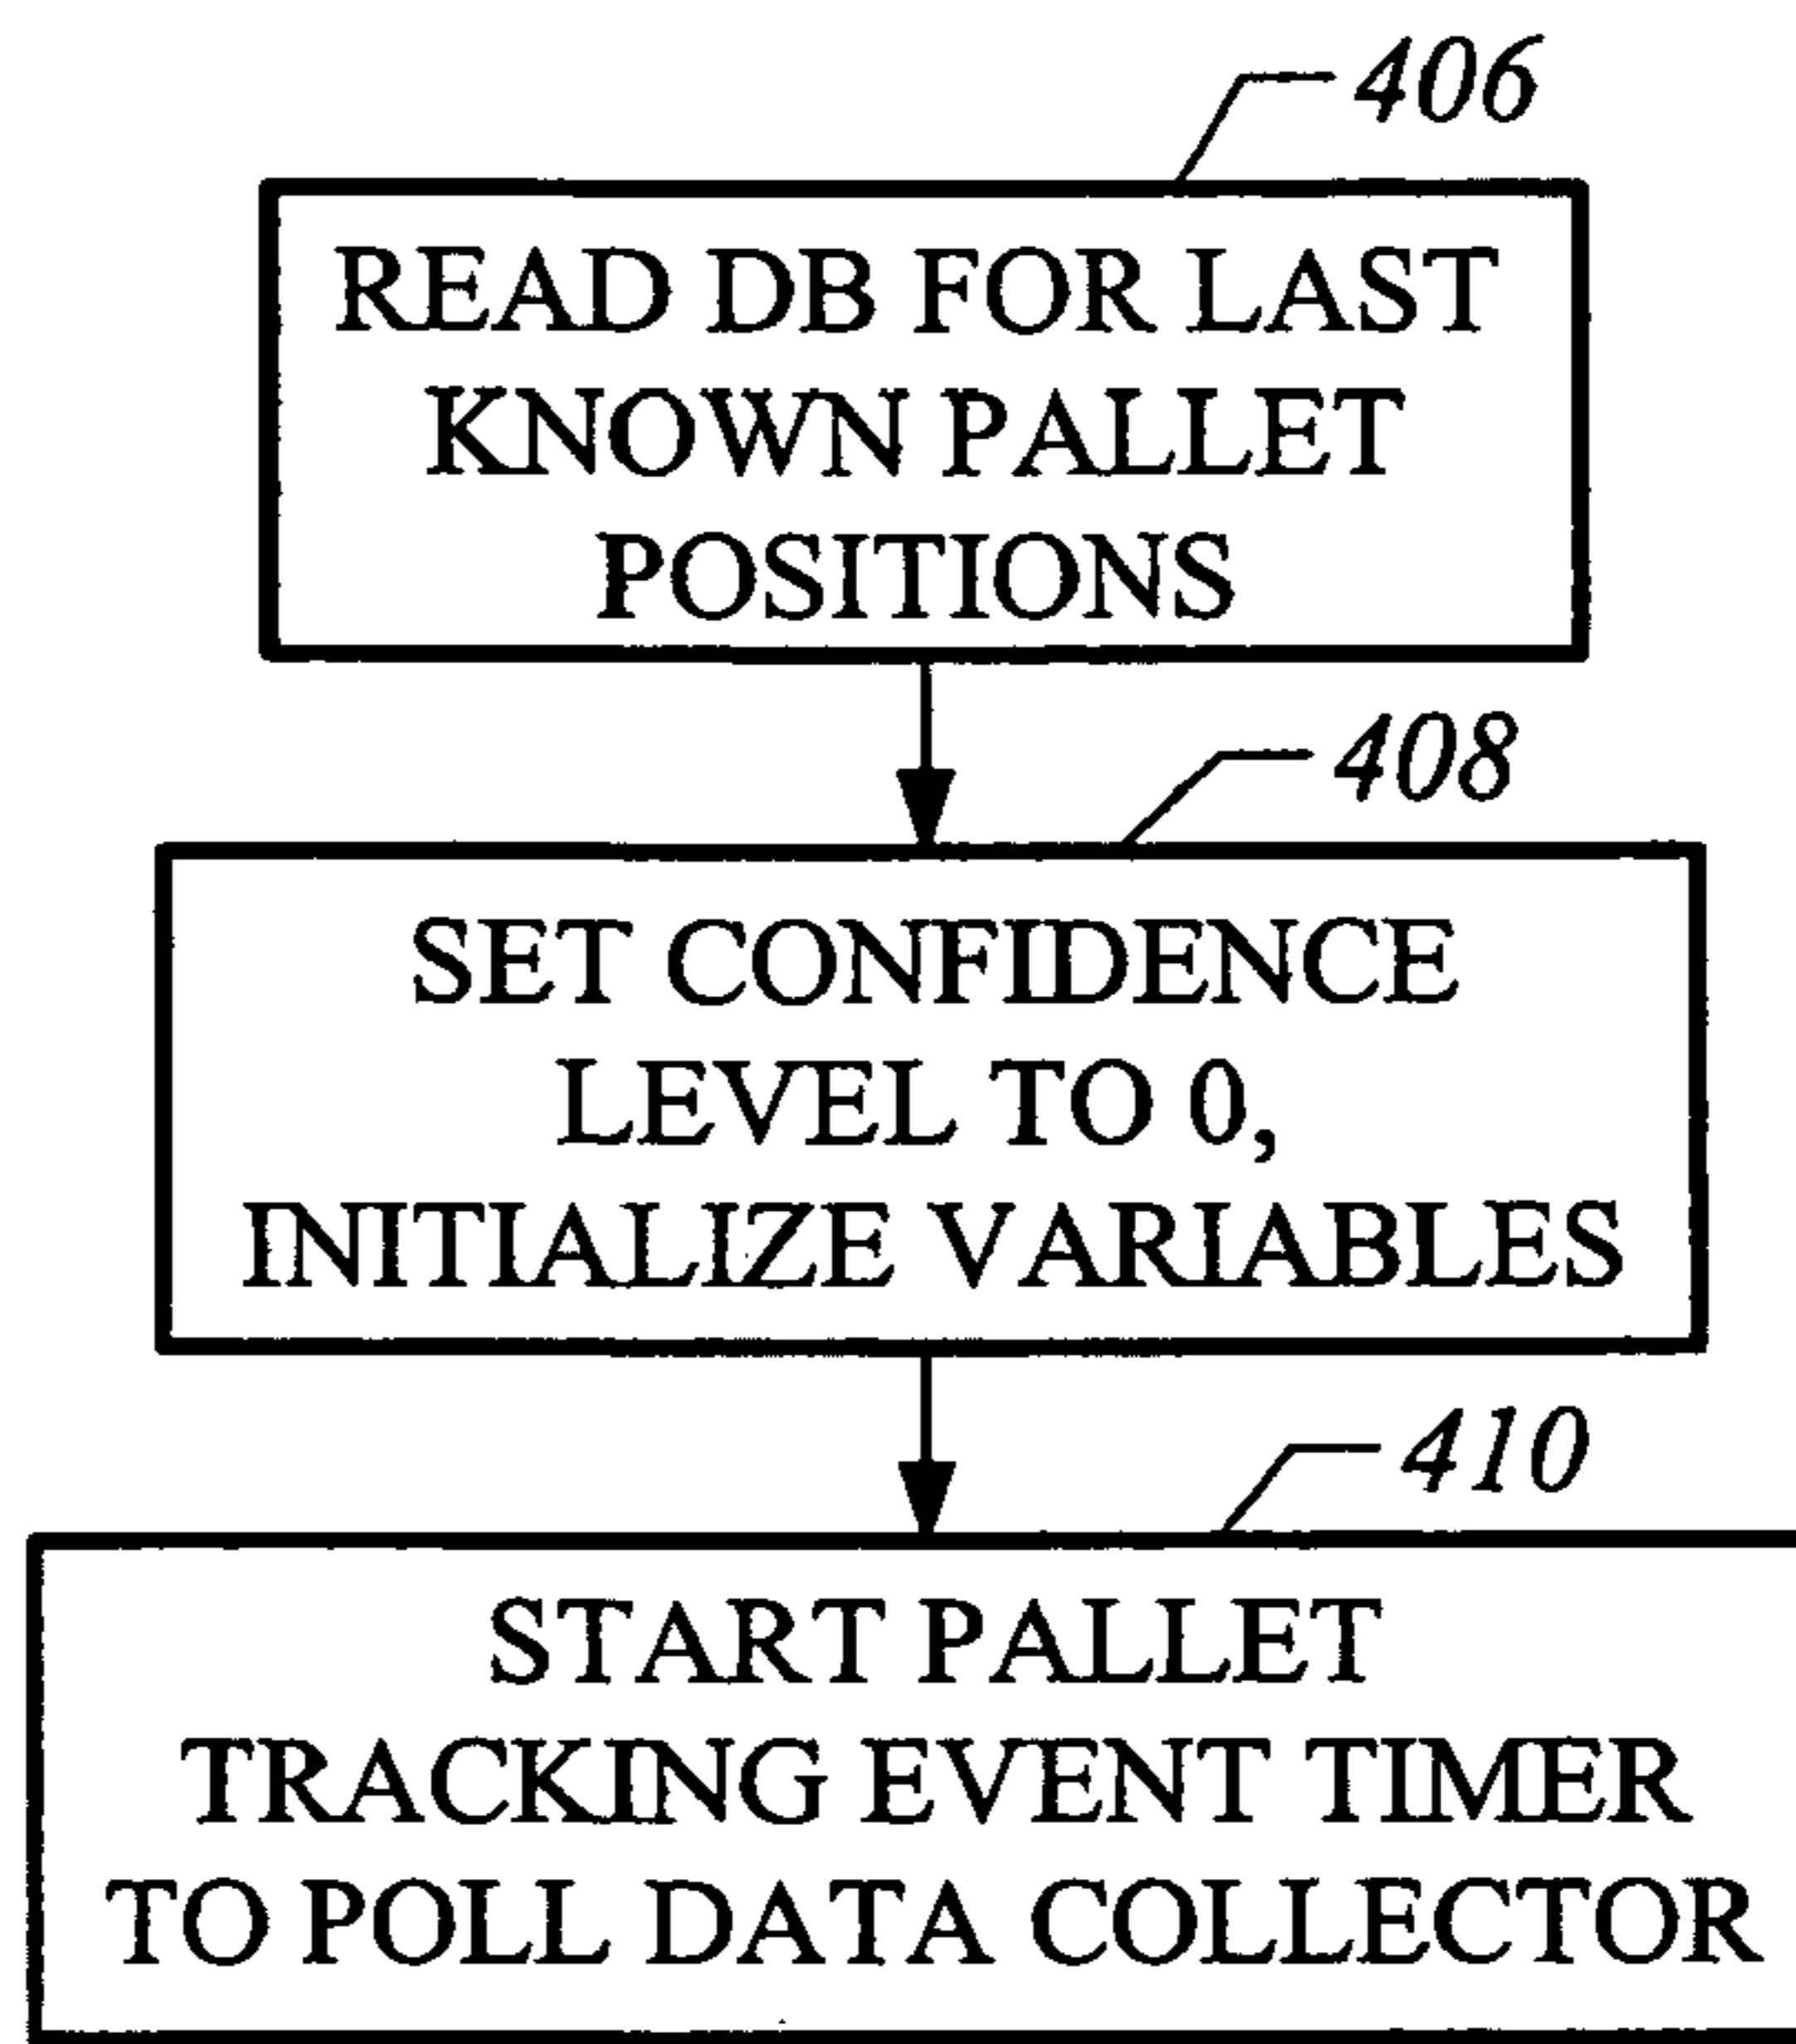 406
READ DB FOR LAST
KNOWN PALLET
POSITIONS
408
SET CONFIDENCE
LEVEL TO 0,
INITIALIZE VARIABLES
410
START PALLET
TRACKING EVENT TIMER
TO POLL DATA COLLECTOR